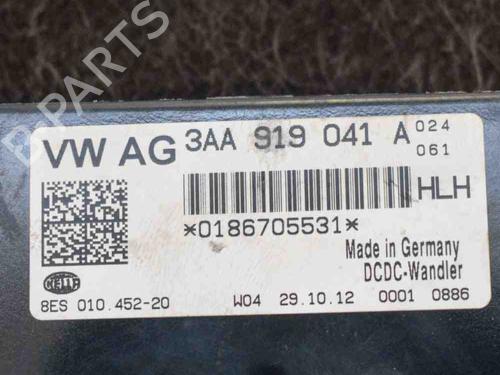 VW AG 3AA 919 041 A 024
061
HLH
*0186705531*
Made in Germany
DCDC-Wandler
HELLA
8ES 010.452-20 W04 29.10.12 0001 0886
BPARTS